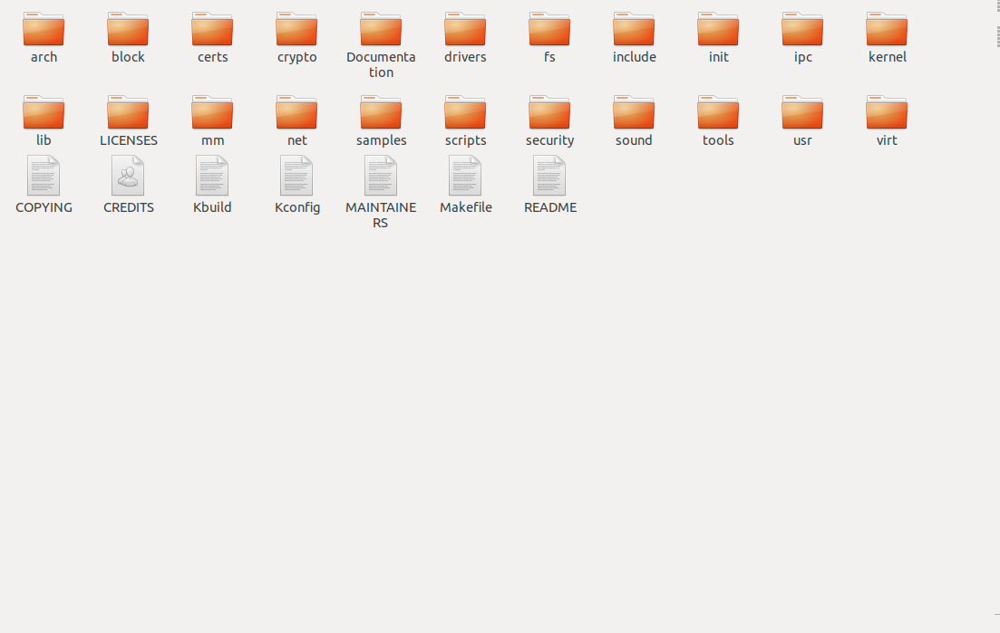 arch block certs crypto Documenta drivers fs include init ipc kernel
tion
lib LICENSES mm net samples scripts security sound tools usr virt
COPYING CREDITS Kbuild Kconfig MAINTAINE Makefile README
RS